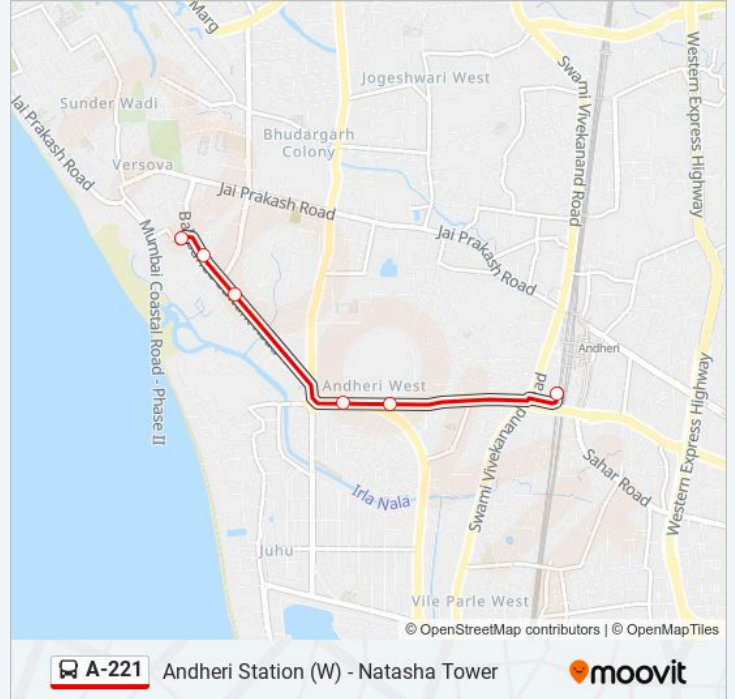 Marg
Jogeshwari West
Western Express Highway
Swami Vivekanand Road
Jai Prakash Road
Sunder Wadi
Bhudargarh
Colony
Versova
Jai Prakash Road
Jai Prakash Road
Mumbai Coastal Road - Phase II
Andheri
Andheri West
Swami Vivekanand Road
Western Express Highway
Sahar Road
Irla Nala
Juhu
Vile Parle West
© OpenStreetMap contributors | © OpenMapTiles
A-221 Andheri Station (W) - Natasha Tower moovit